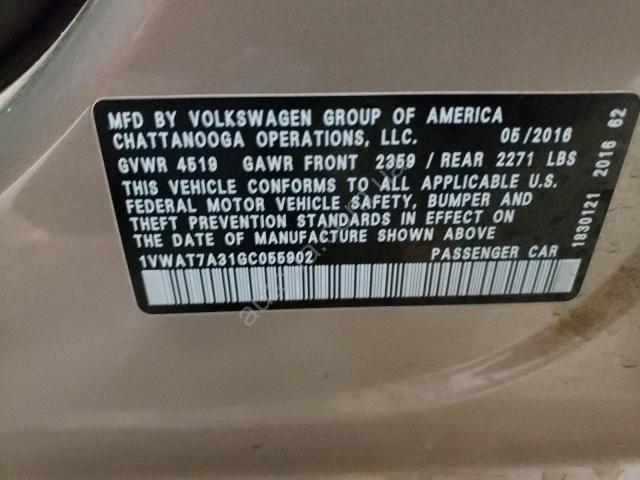 MFD BY VOLKSWAGEN GROUP OF AMERICA
CHATTANOOGA OPERATIONS, LLC. 05/2016
GVWR 4519 GAWR FRONT 2359 / REAR 2271 LBS
THIS VEHICLE CONFORMS TO ALL APPLICABLE U.S.
FEDERAL MOTOR VEHICLE SAFETY, BUMPER AND
THEFT PREVENTION STANDARDS IN EFFECT ON
THE DATE OF MANUFACTURE SHOWN ABOVE
1VWAT7A31GC055902 PASSENGER CAR
1830121 2016 62